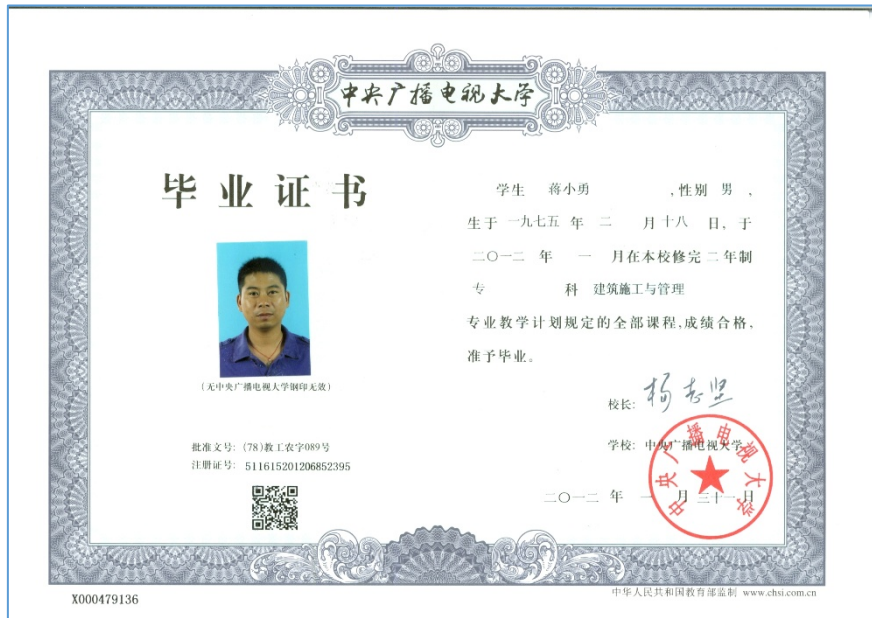 中央广播电视大学
毕业证书
(无中央广播电视大学钢印无效)
批准文号: (78)教工农字089号
注册证号: 511615201206852395
学生 蒋小勇 , 性别 男 ,
生于 一九七五 年 二 月 十八 日, 于
二〇一二 年 一 月在本校修完 二 年制
专 科 建筑施工与管理
专业教学计划规定的全部课程,成绩合格,
准予毕业。
校长: 杨志坚
学校: 中央广播电视大学
中央广播电视大学
二〇一二 年 一 月 三十一 日
X000479136
中华人民共和国教育部监制 www.chsi.com.cn